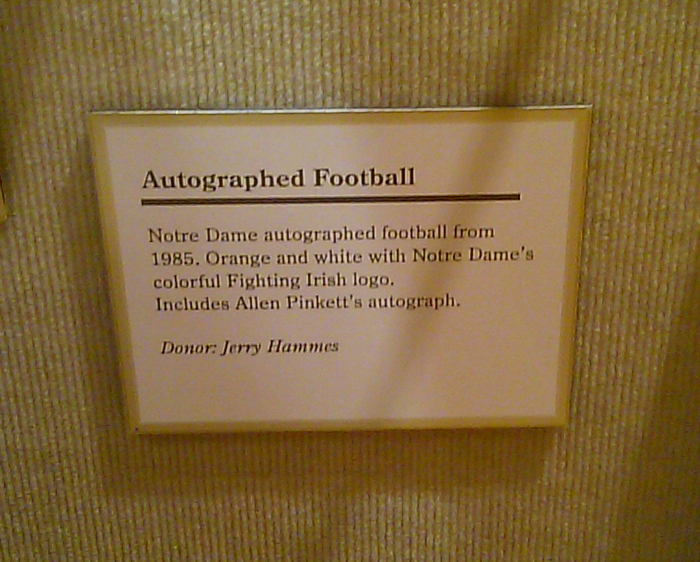 Autographed Football
Notre Dame autographed football from
1985. Orange and white with Notre Dame's
colorful Fighting Irish logo.
Includes Allen Pinkett's autograph.
Donor: Jerry Hammes